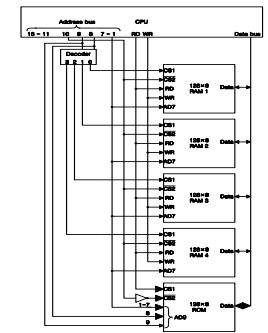 Address bus CPU
16 - 11 10 9 8 7 - 1 RD WR Data bus
Decoder
3 2 1 0
CS1
CS2
RD
WR
AD7
128×8
RAM 1
Data
CS1
CS2
RD
WR
AD7
128×8
RAM 2
Data
CS1
CS2
RD
WR
AD7
128×8
RAM 3
Data
CS1
CS2
RD
WR
AD7
128×8
RAM 4
Data
CS1
CS2
1-7
8
9
AD9
128×8
ROM
Data